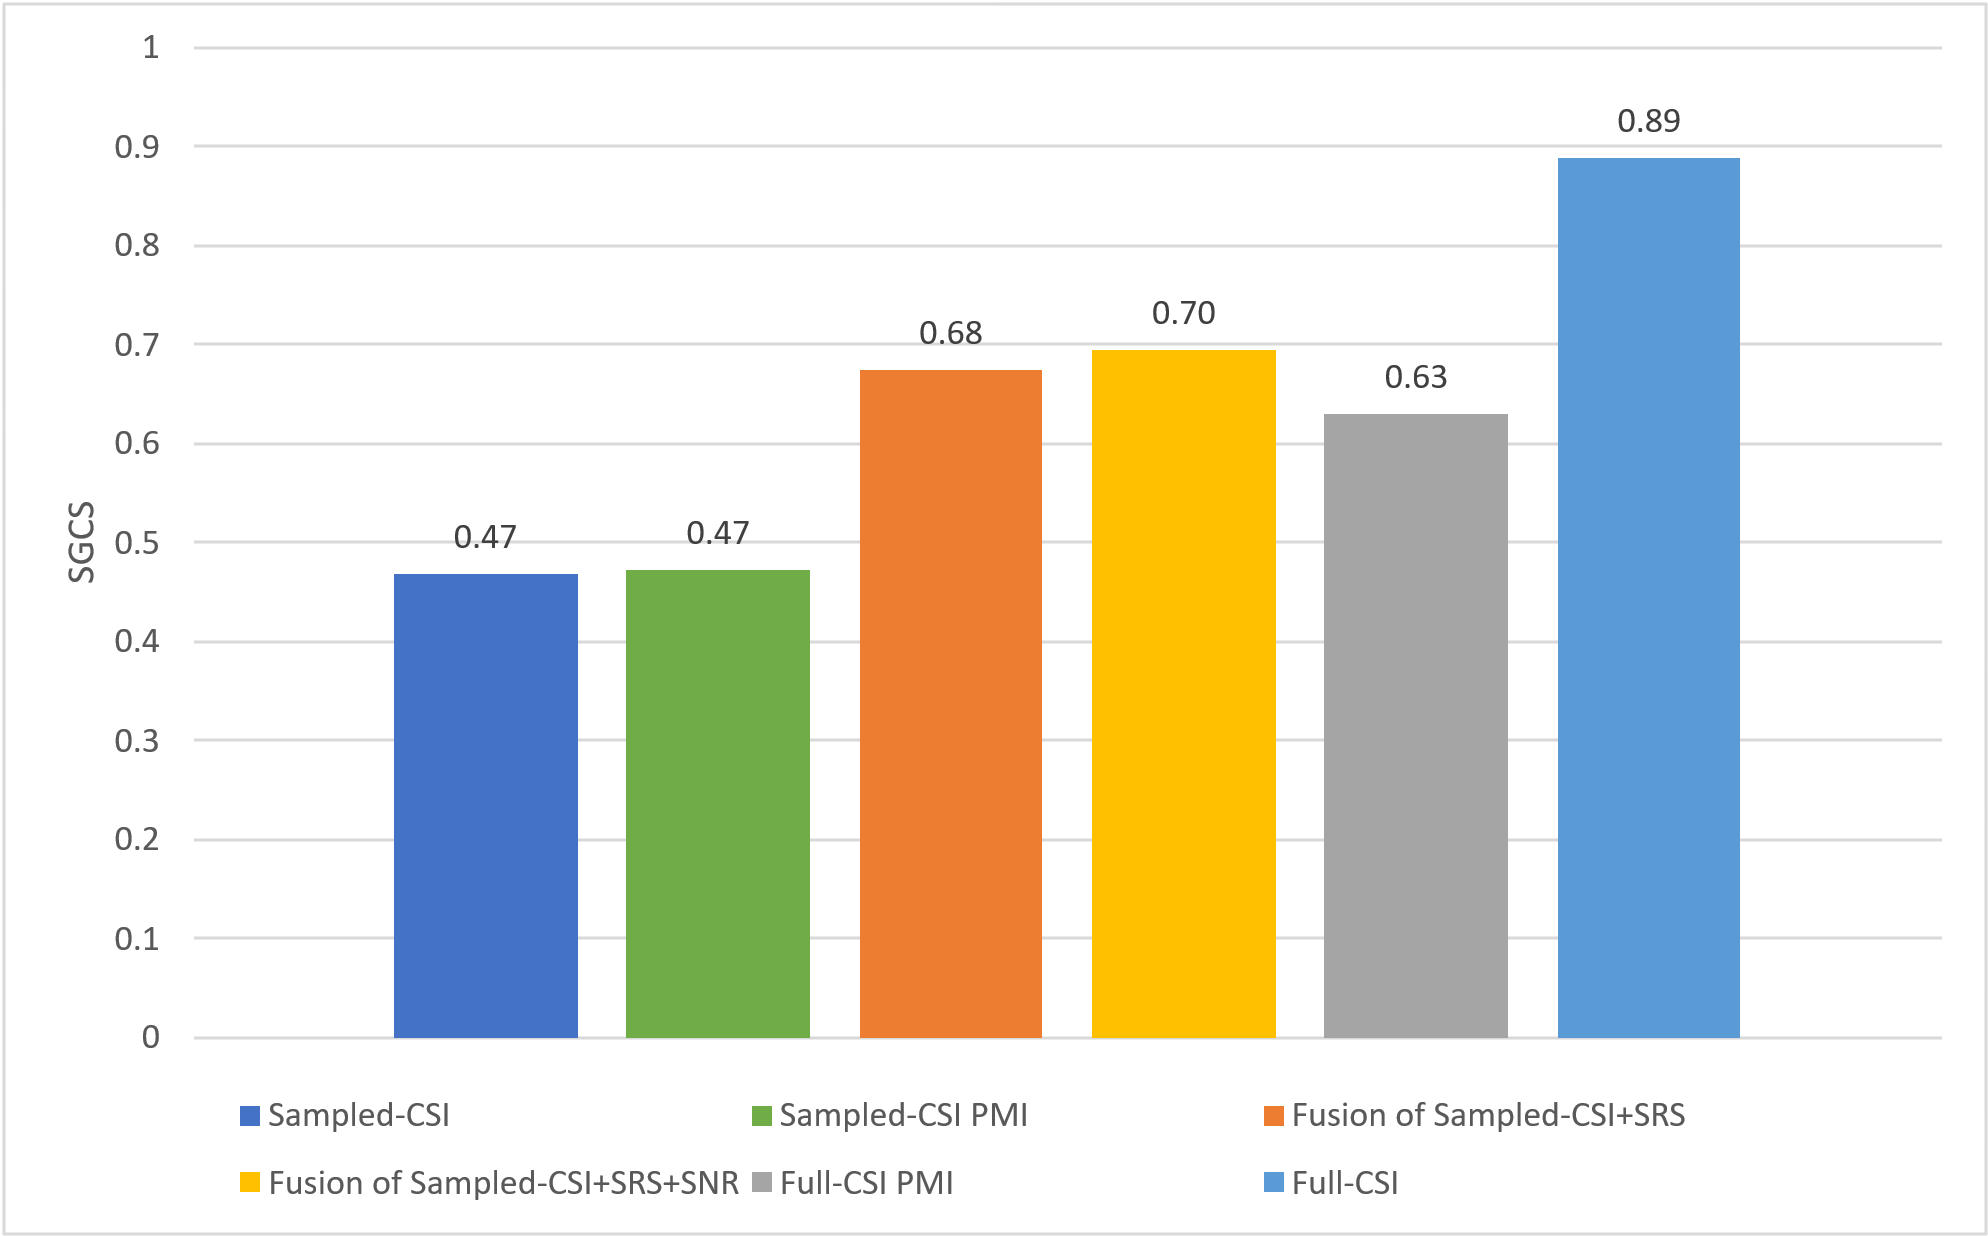 1
0.9
0.8
0.7
0.6
0.5
0.4
0.3
0.2
0.1
0
SGCS
0.47
0.47
0.68
0.70
0.63
0.89
Sampled-CSI
Sampled-CSI PMI
Fusion of Sampled-CSI+SRS
Fusion of Sampled-CSI+SRS+SNR
Full-CSI PMI
Full-CSI